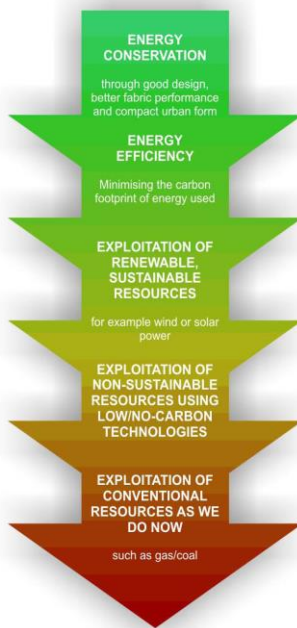 ENERGY
CONSERVATION
through good design,
better fabric performance
and compact urban form
ENERGY
EFFICIENCY
Minimising the carbon
footprint of energy used
EXPLOITATION OF
RENEWABLE,
SUSTAINABLE
RESOURCES
for example wind or solar
power
EXPLOITATION OF
NON-SUSTAINABLE
RESOURCES USING
LOW/NO-CARBON
TECHNOLOGIES
EXPLOITATION OF
CONVENTIONAL
RESOURCES AS WE
DO NOW
such as gas/coal